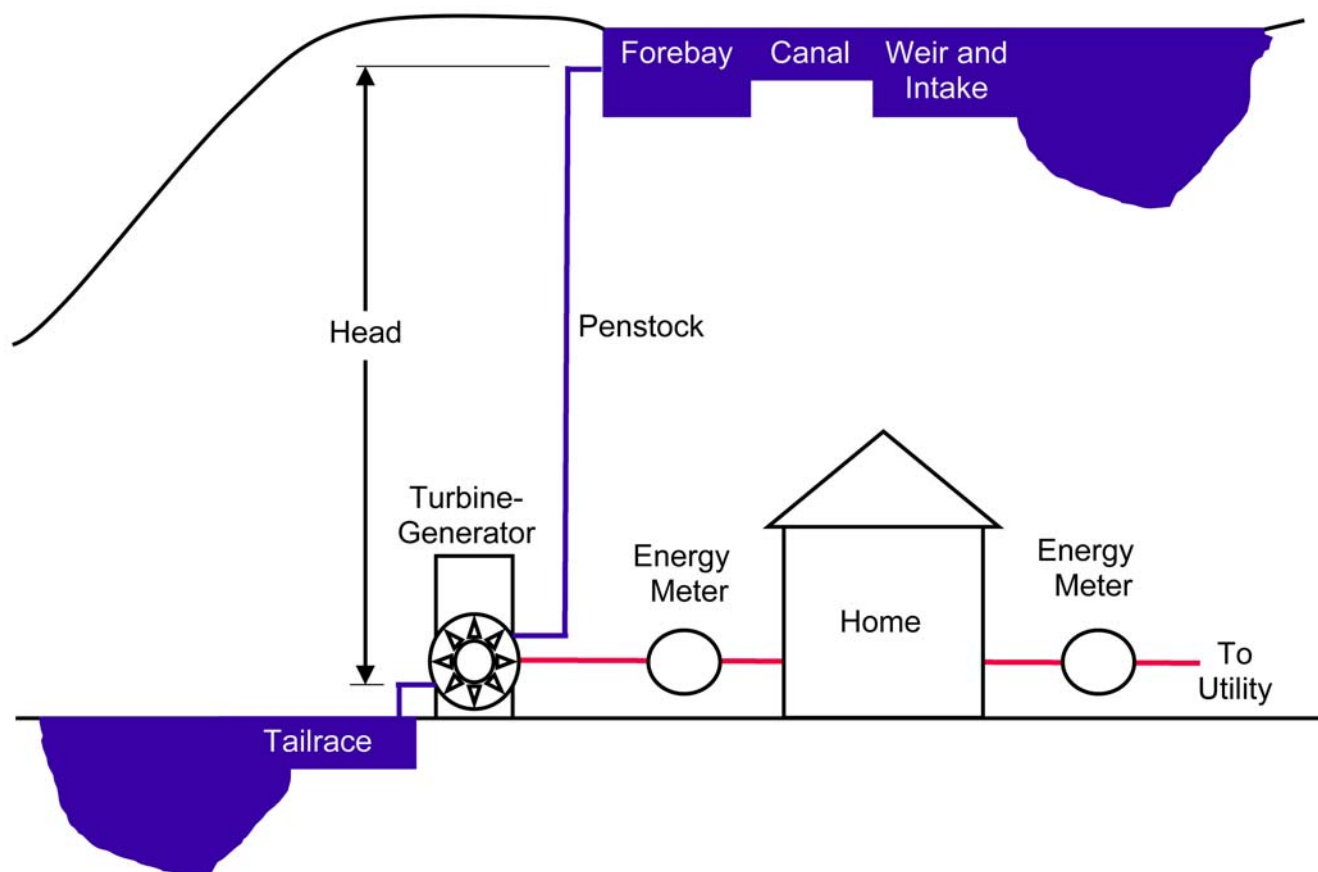 Forebay
Canal
Weir and
Intake
Head
Penstock
Turbine-
Generator
Energy
Meter
Home
Energy
Meter
To
Utility
Tailrace